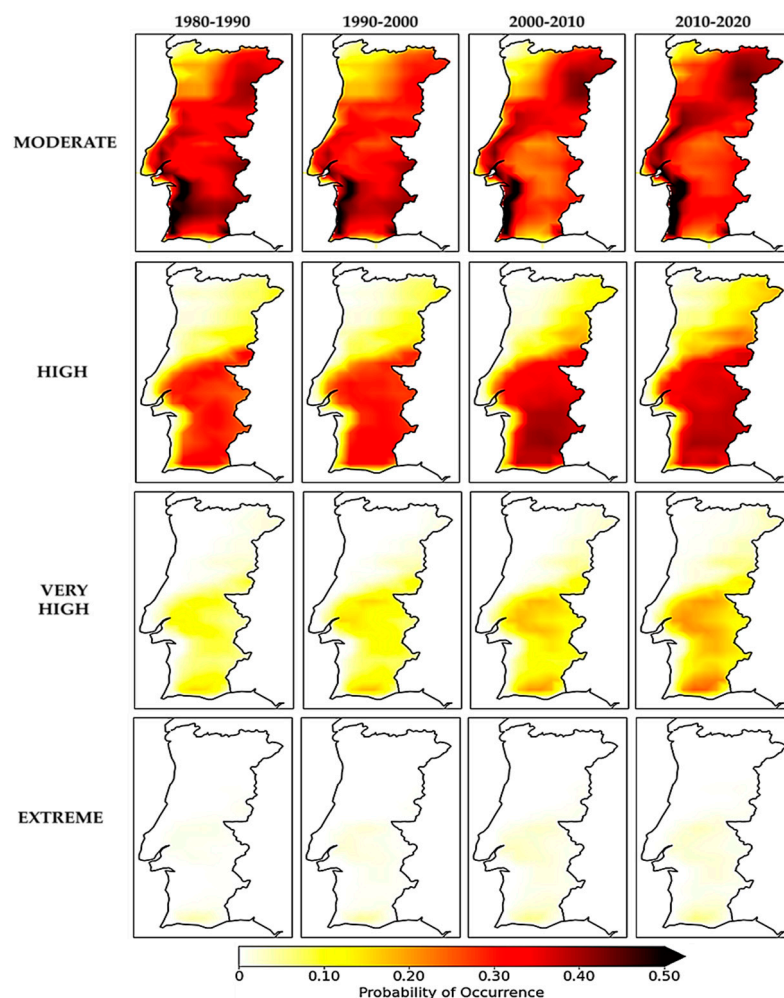 1980-1990 1990-2000 2000-2010 2010-2020
MODERATE
HIGH
VERY
HIGH
EXTREME
0 0.10 0.20 0.30 0.40 0.50
Probability of Occurrence